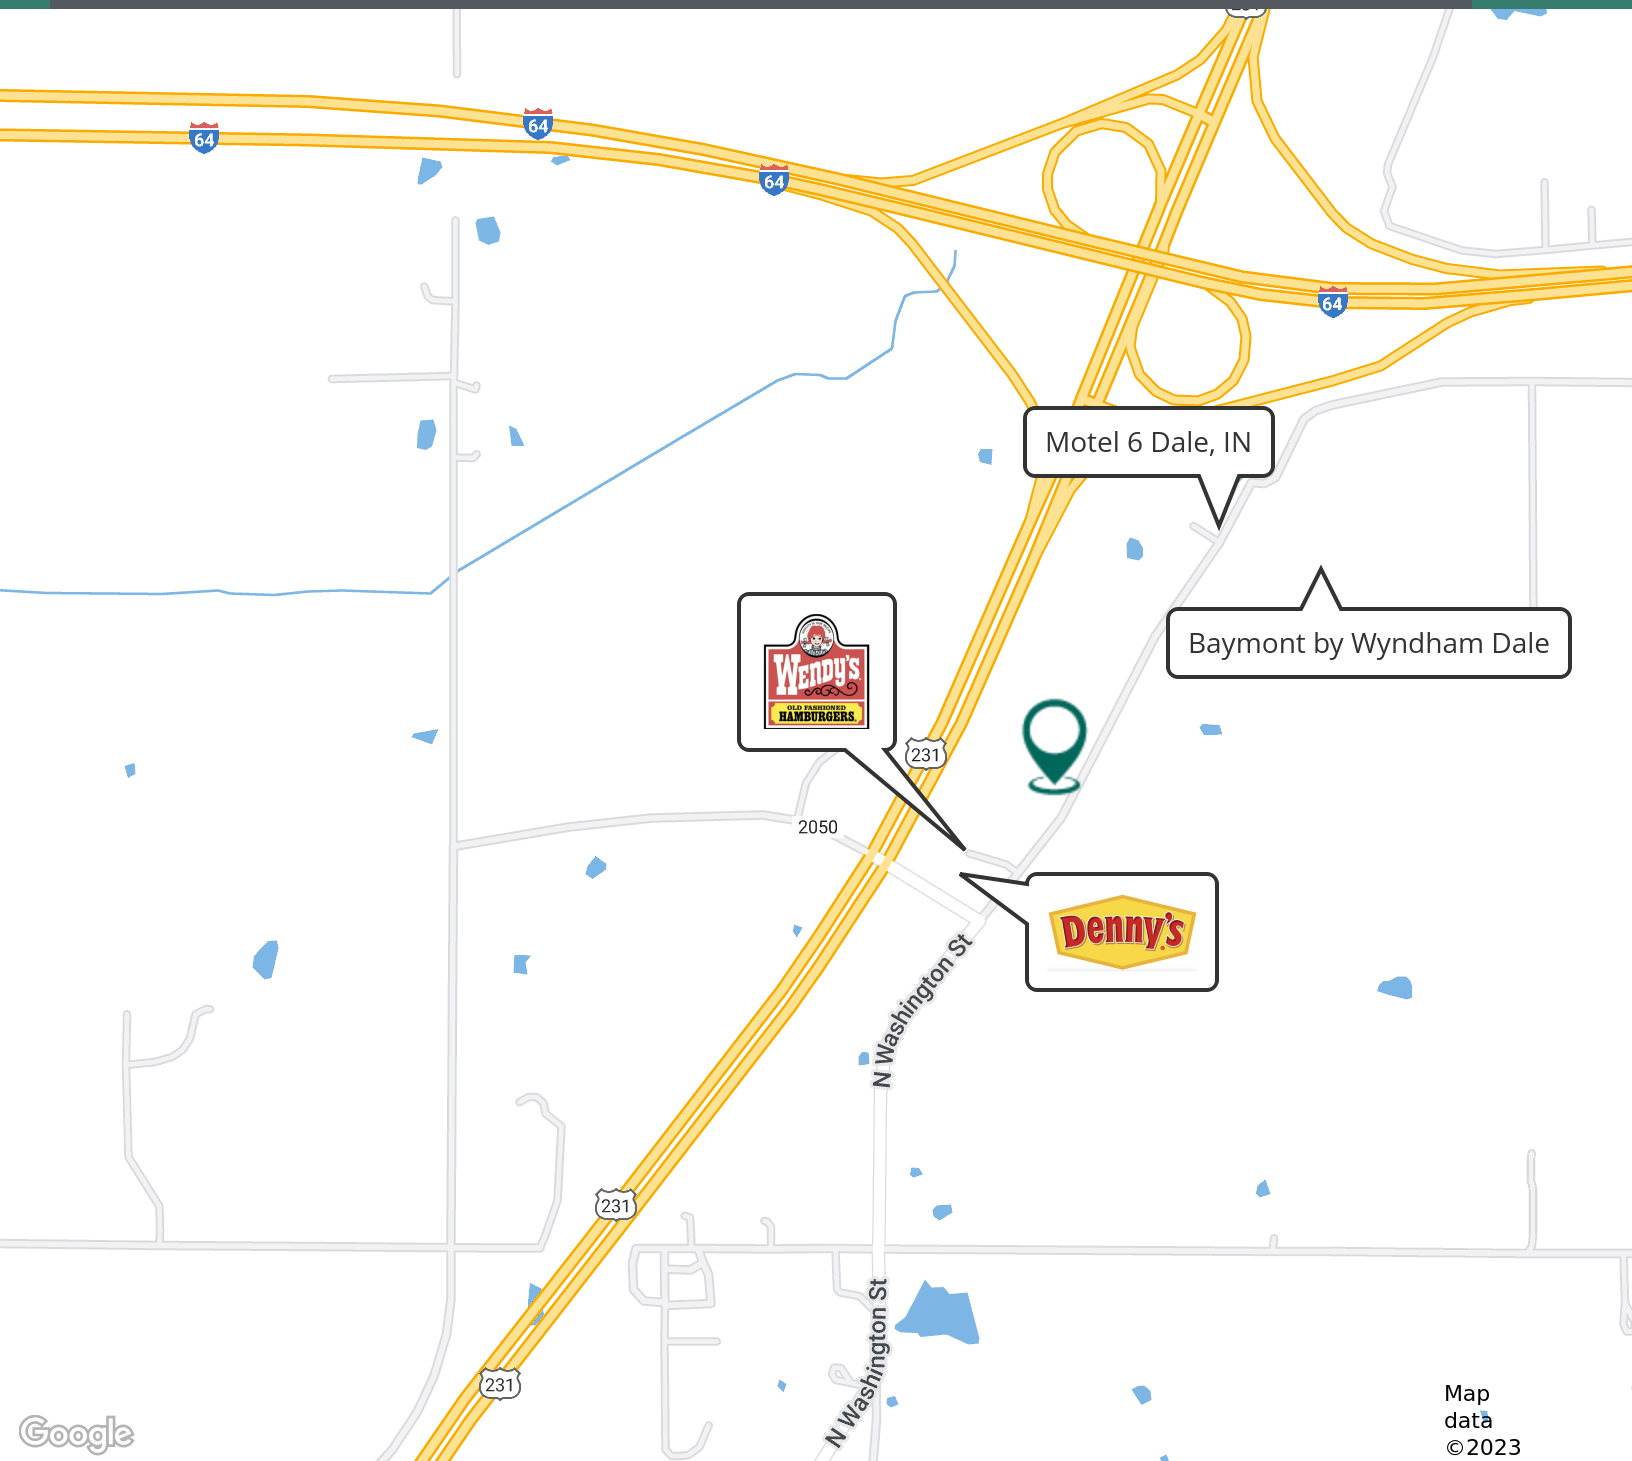 64
64
64
64
Motel 6 Dale, IN
Baymont by Wyndham Dale
WENDY'S
OLD FASHIONED
HAMBURGERS
231
2050
Denny's
N Washington St
231
N Washington St
231
Google
Map
data
©2023